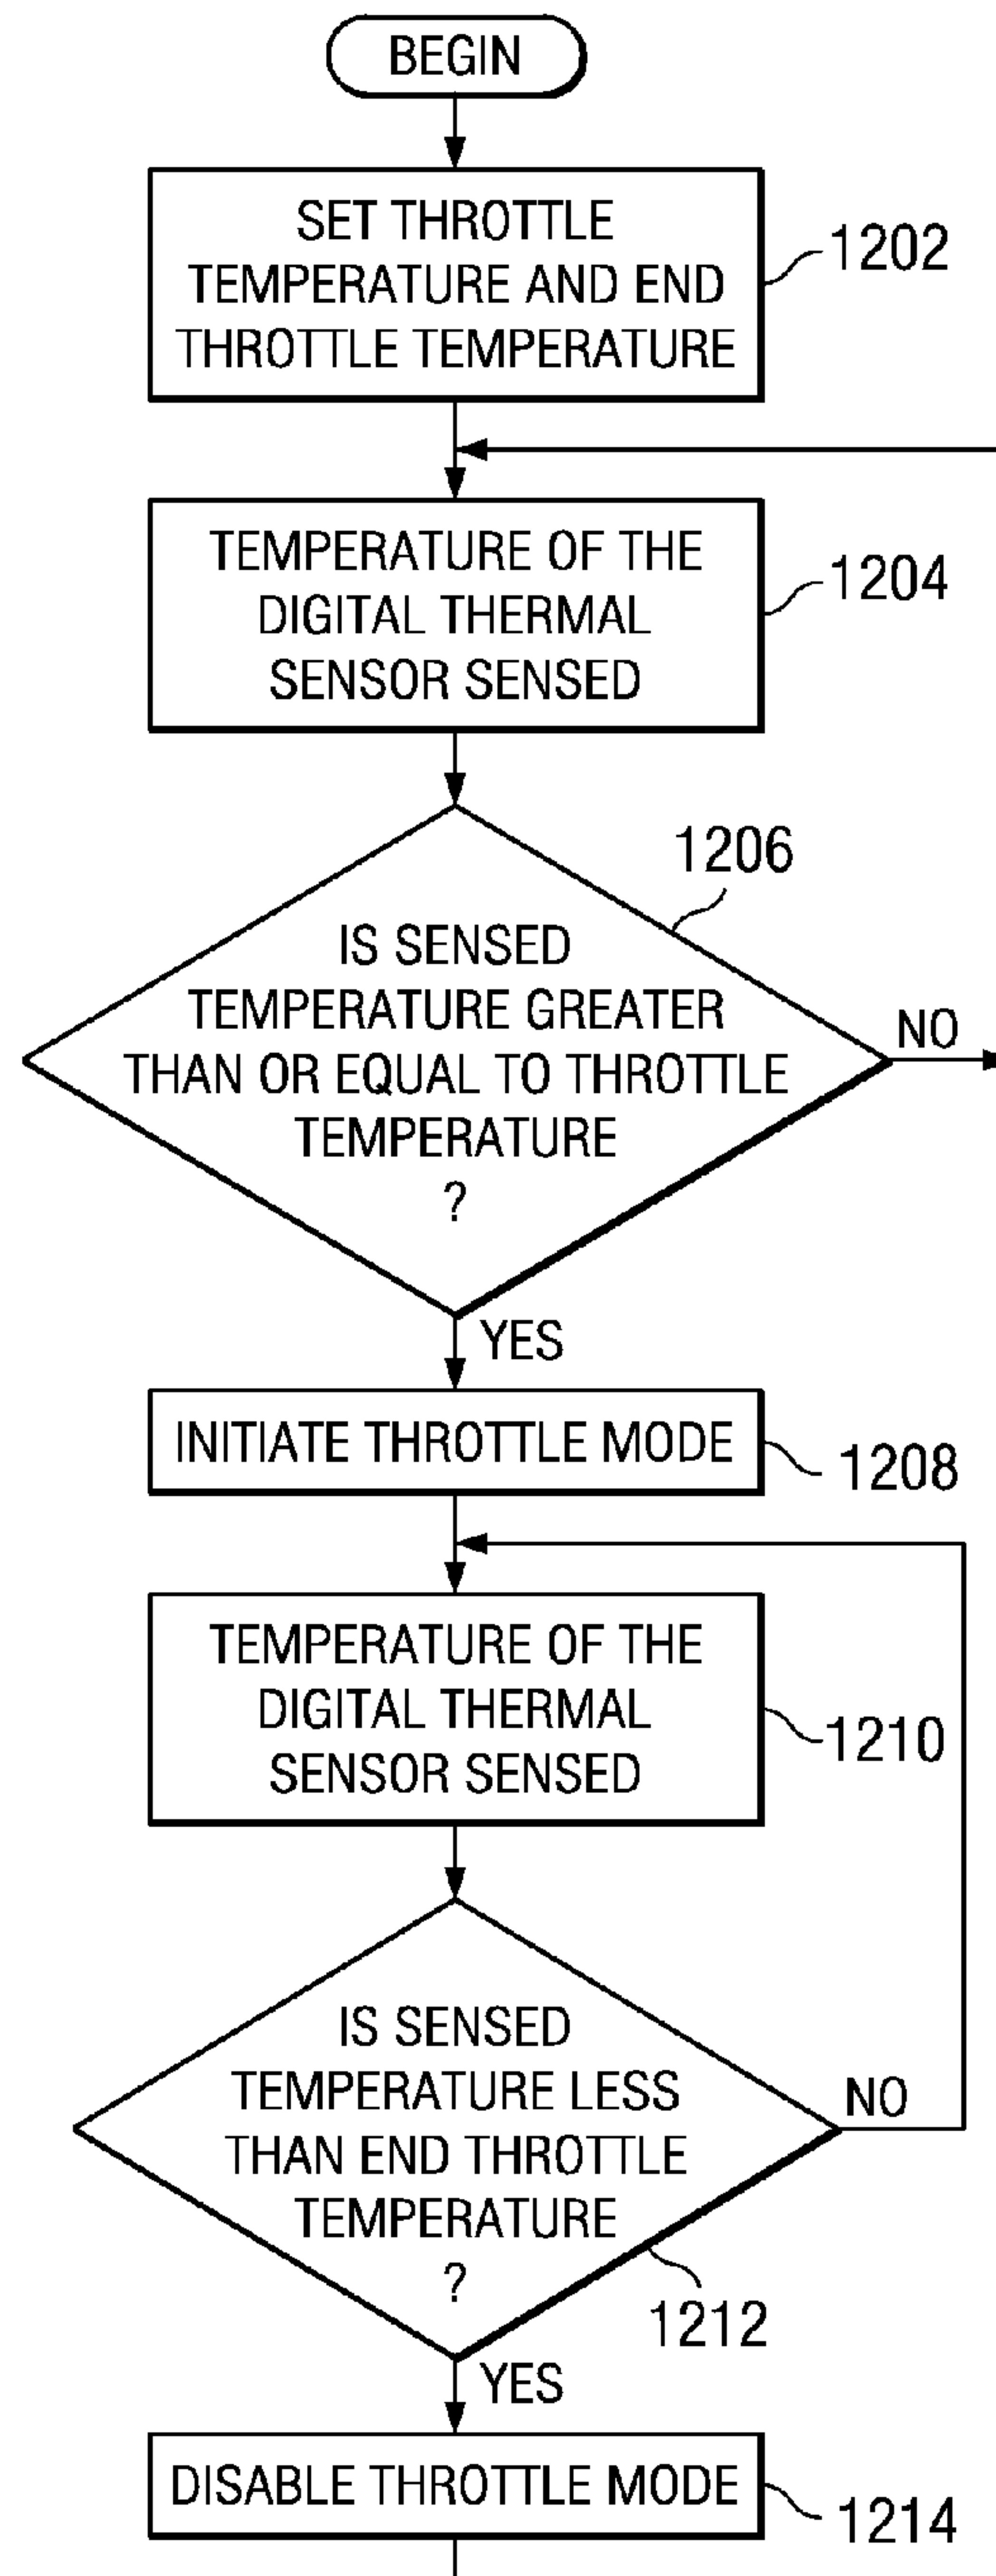 BEGIN
SET THROTTLE
TEMPERATURE AND END
THROTTLE TEMPERATURE
1202
TEMPERATURE OF THE
DIGITAL THERMAL
SENSOR SENSED
1204
1206
IS SENSED
TEMPERATURE GREATER
THAN OR EQUAL TO THROTTLE
TEMPERATURE
?
NO
YES
INITIATE THROTTLE MODE
1208
TEMPERATURE OF THE
DIGITAL THERMAL
SENSOR SENSED
1210
IS SENSED
TEMPERATURE LESS
THAN END THROTTLE
TEMPERATURE
?
NO
1212
YES
DISABLE THROTTLE MODE
1214